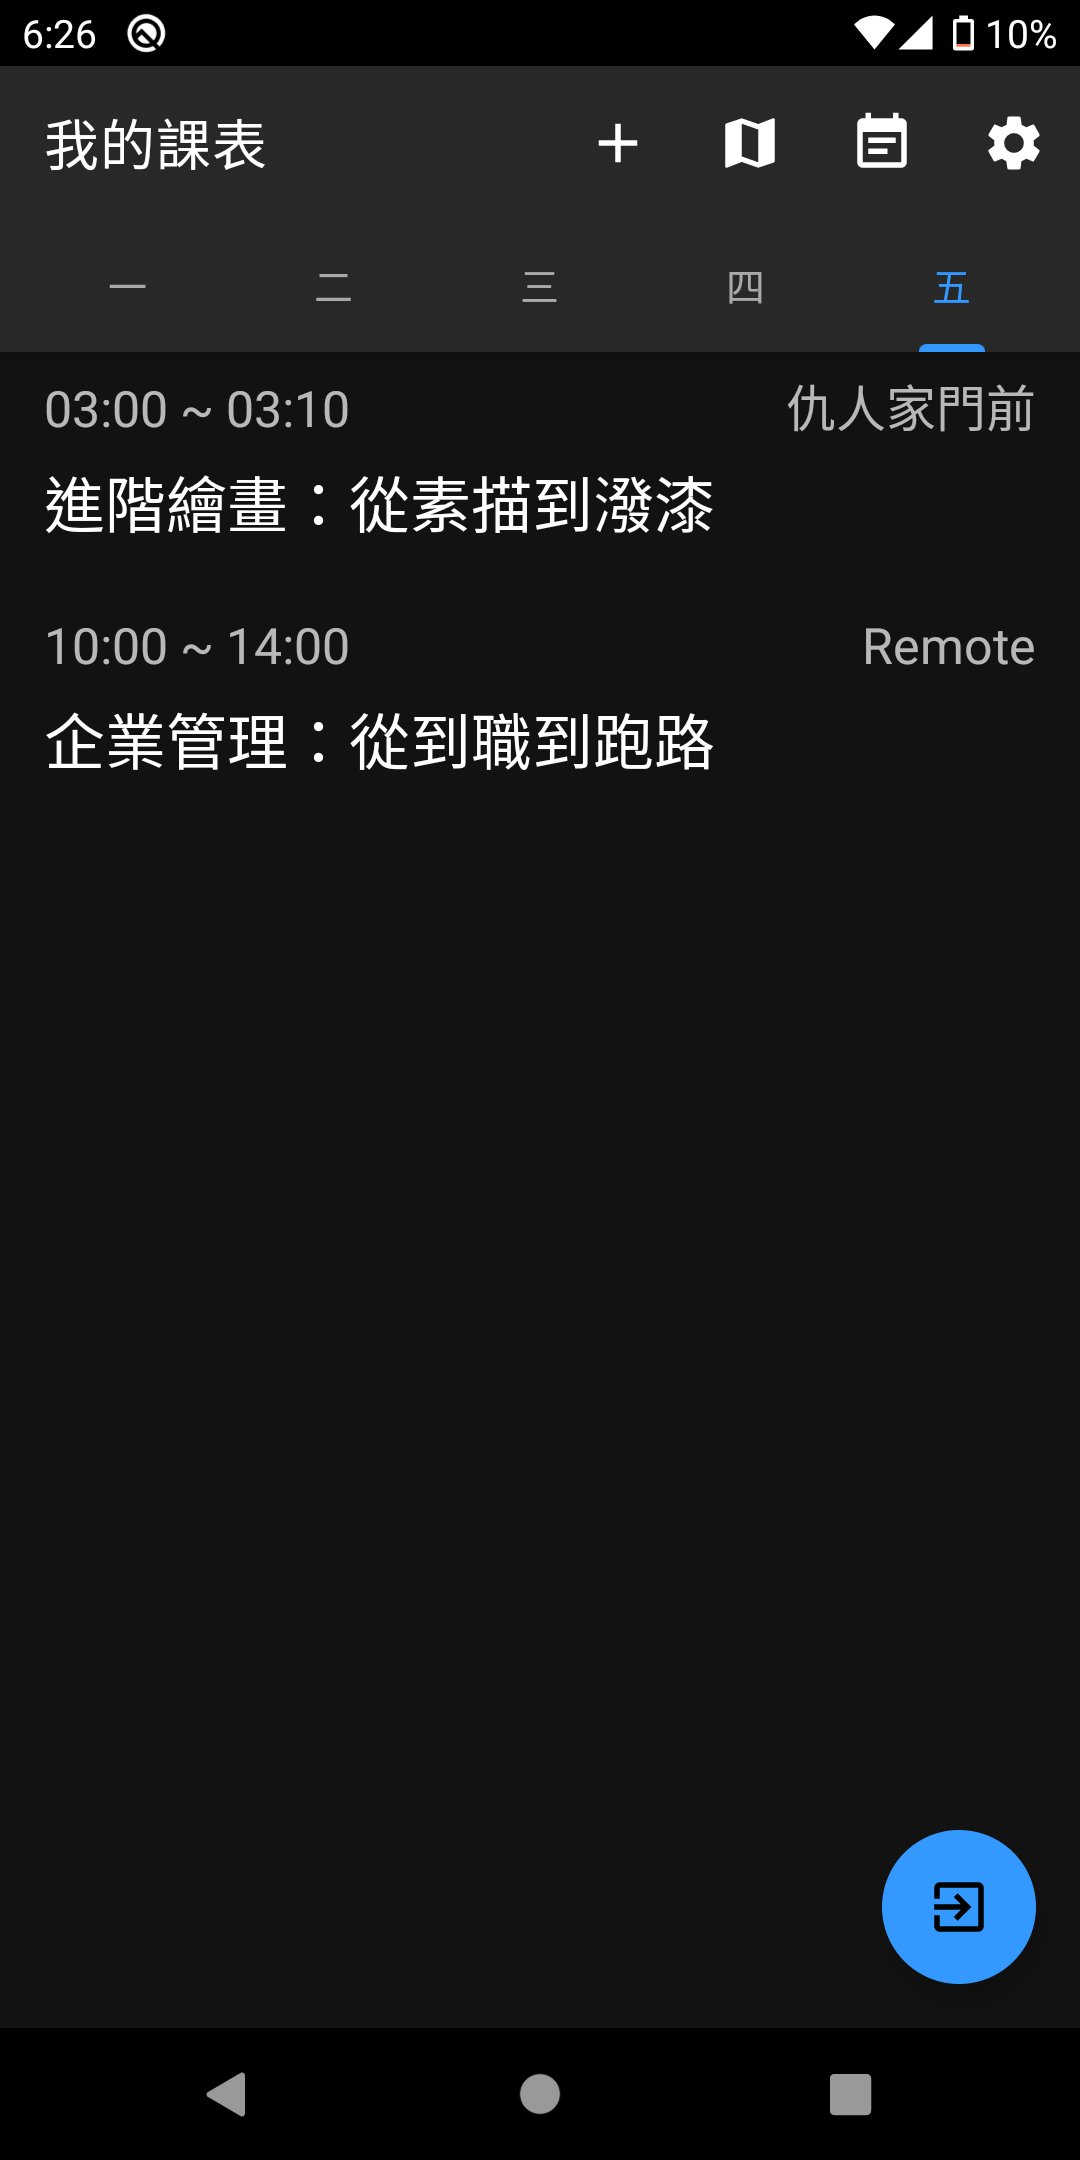 6:26 10%
我的課表
一 二 三 四 五
03:00 ~ 03:10 仇人家門前
進階繪畫：從素描到潑漆
10:00 ~ 14:00 Remote
企業管理：從到職到跑路